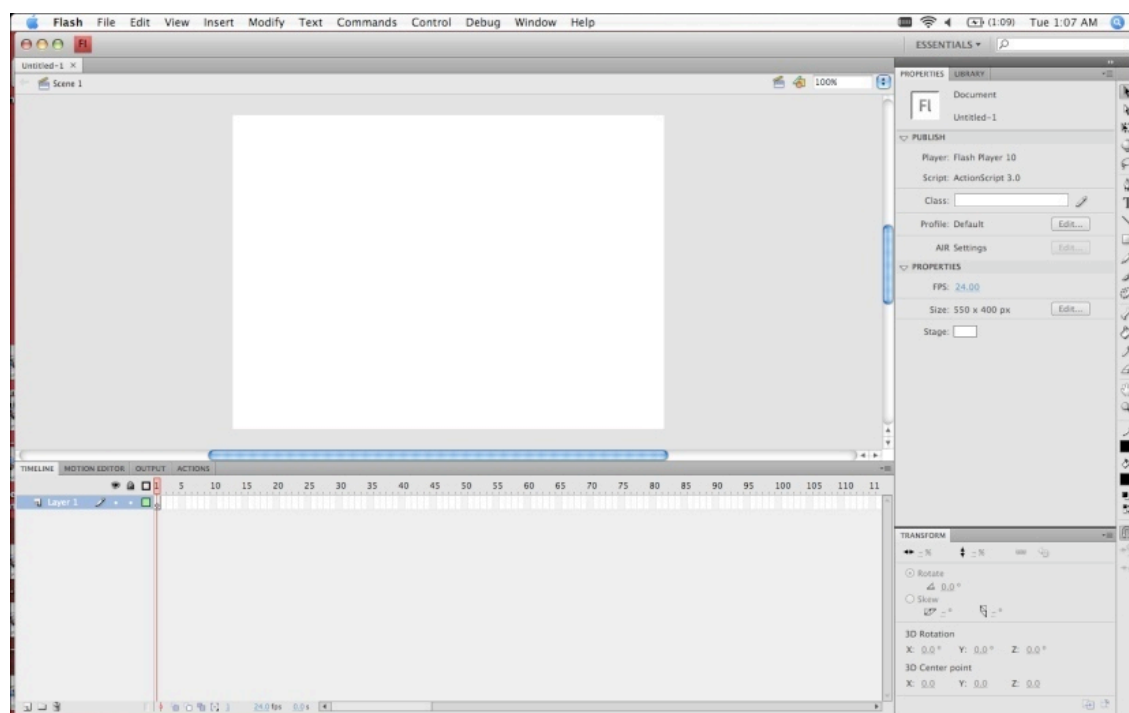 Flash File Edit View Insert Modify Text Commands Control Debug Window Help (1:09) Tue 1:07 AM
Fl ESSENTIALS
Untitled-1 ×
Scene 1 100%
PROPERTIES LIBRARY
Fl
Document
Untitled-1
PUBLISH
Player: Flash Player 10
Script: ActionScript 3.0
Class:
Profile: Default Edit...
AIR Settings Edit...
PROPERTIES
FPS: 24.00
Size: 550 x 400 px Edit...
Stage:
TIMELINE MOTION EDITOR OUTPUT ACTIONS
1 5 10 15 20 25 30 35 40 45 50 55 60 65 70 75 80 85 90 95 100 105 110 11
Layer 1
24.0 fps 0.0 s
TRANSFORM
- % - %
Rotate
0.0 °
Skew
- ° - °
3D Rotation
X: 0.0 ° Y: 0.0 ° Z: 0.0 °
3D Center point
X: 0.0 Y: 0.0 Z: 0.0